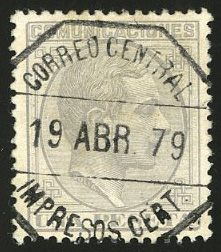 COMUNICACIONES
CORREO CENTRAL
19 ABR. 79
IMPRESOS CERT.